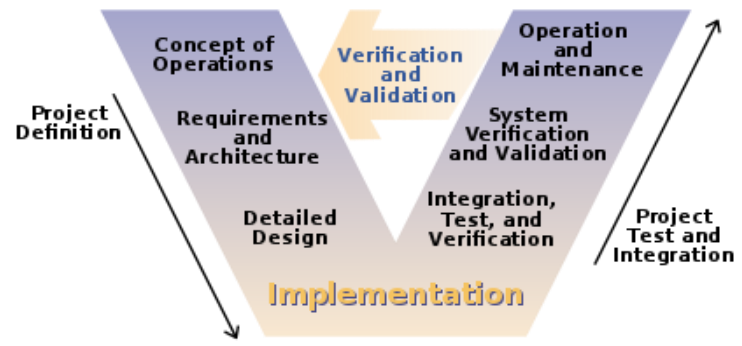 Concept of
Operations
Verification
and
Validation
Operation
and
Maintenance
Project
Definition
Requirements
and
Architecture
System
Verification
and Validation
Detailed
Design
Integration,
Test, and
Verification
Project
Test and
Integration
Implementation